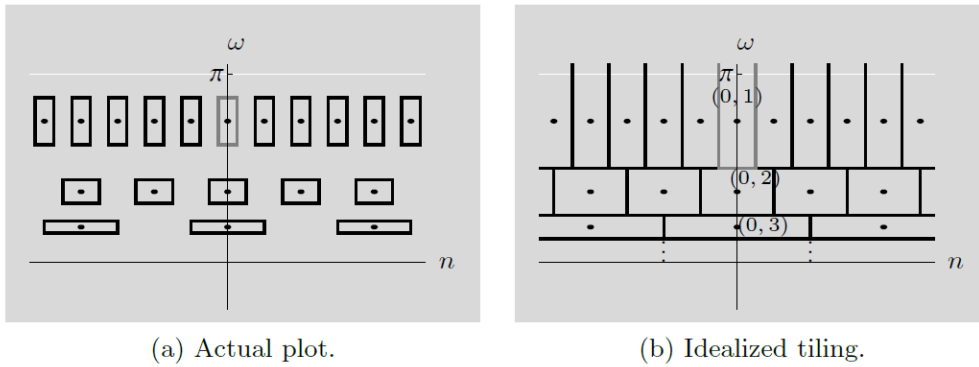 ω
π
n
(a) Actual plot.
ω
π
(0, 1)
(0, 2)
(0, 3)
n
(b) Idealized tiling.